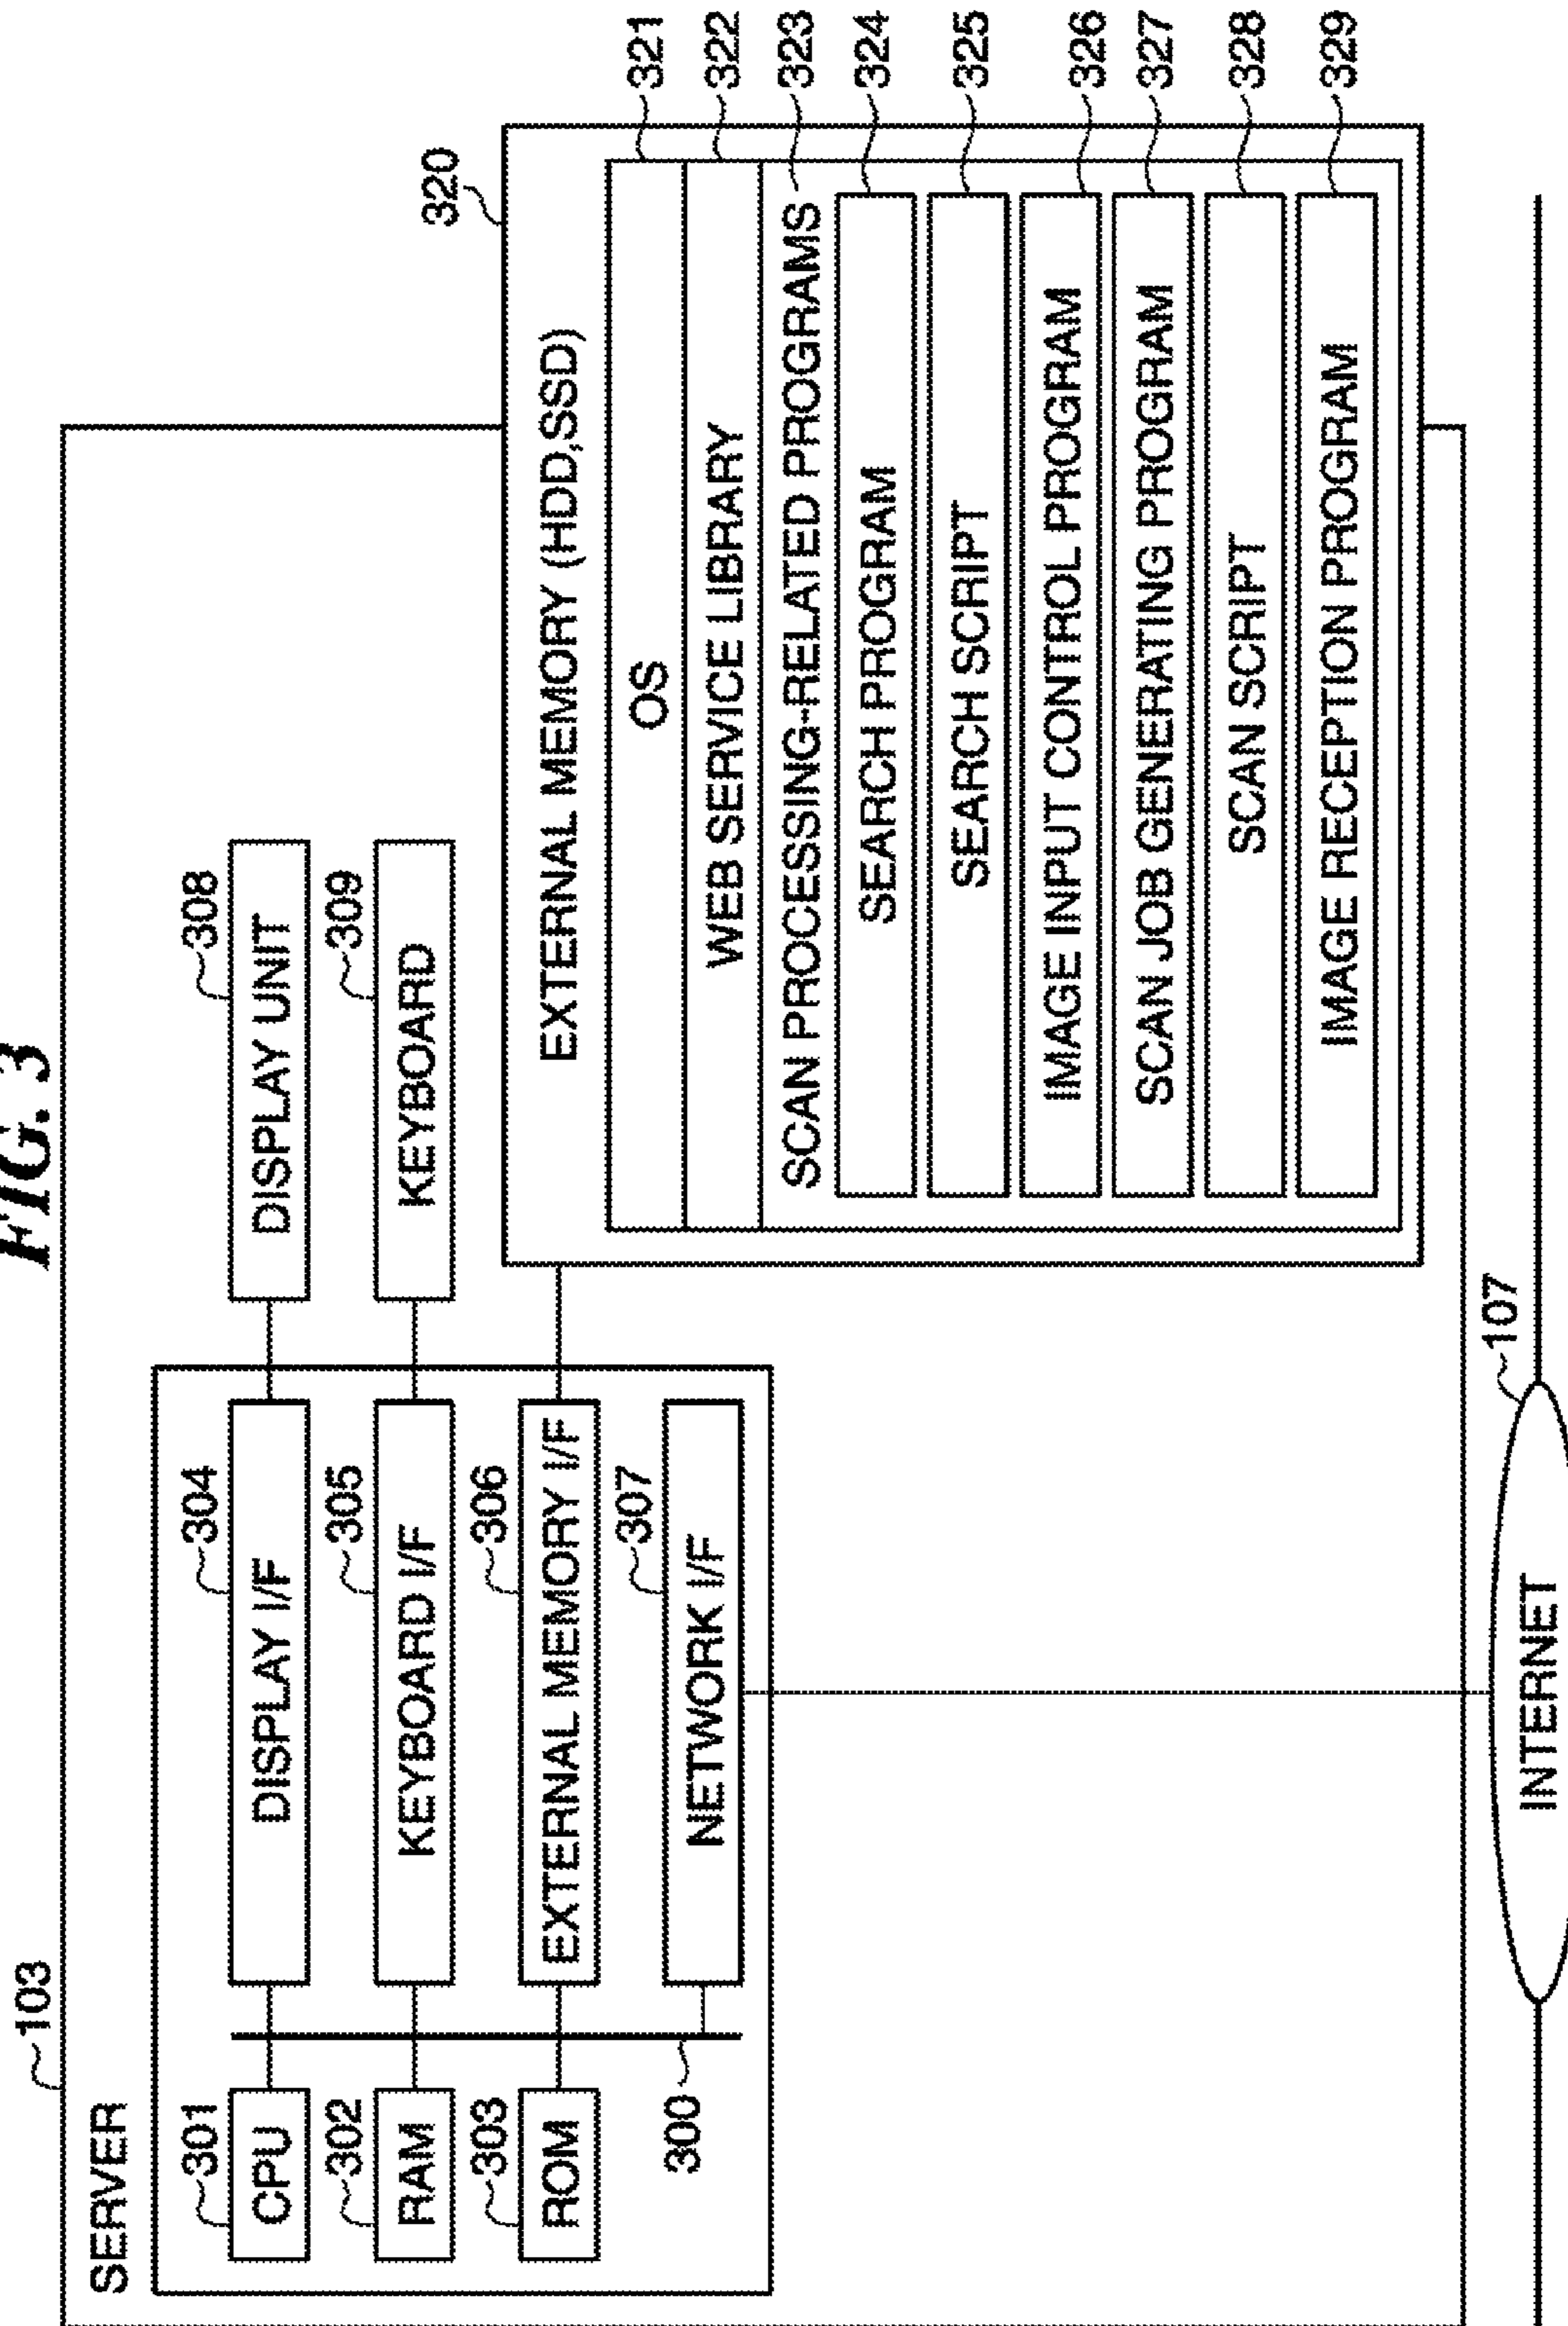 FIG. 3
103
SERVER
301
CPU
302
RAM
303
ROM
300
304
DISPLAY I/F
305
KEYBOARD I/F
306
EXTERNAL MEMORY I/F
307
NETWORK I/F
308
DISPLAY UNIT
309
KEYBOARD
320
EXTERNAL MEMORY (HDD,SSD)
OS
321
WEB SERVICE LIBRARY
322
SCAN PROCESSING-RELATED PROGRAMS
323
SEARCH PROGRAM
324
SEARCH SCRIPT
325
IMAGE INPUT CONTROL PROGRAM
326
SCAN JOB GENERATING PROGRAM
327
SCAN SCRIPT
328
IMAGE RECEPTION PROGRAM
329
107
INTERNET